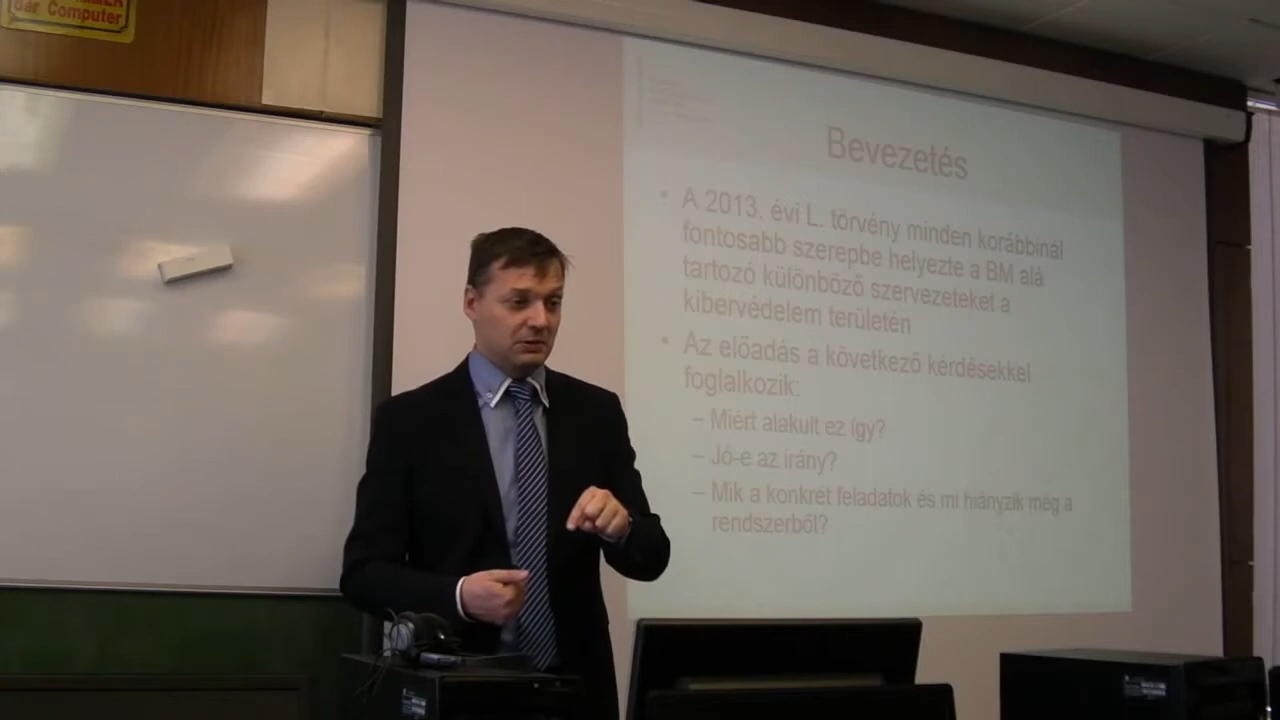 der Computer
Bevezetés
• A 2013. évi L. törvény minden korábbinál
fontosabb szerepbe helyezte a BM alá
tartozó különböző szervezeteket a
kibervédelem területén
• Az előadás a következő kérdésekkel
foglalkozik:
– Miért alakult ez így?
– Jó-e az irány?
– Mik a konkrét feladatok és mi hiányzik még a
rendszerből?